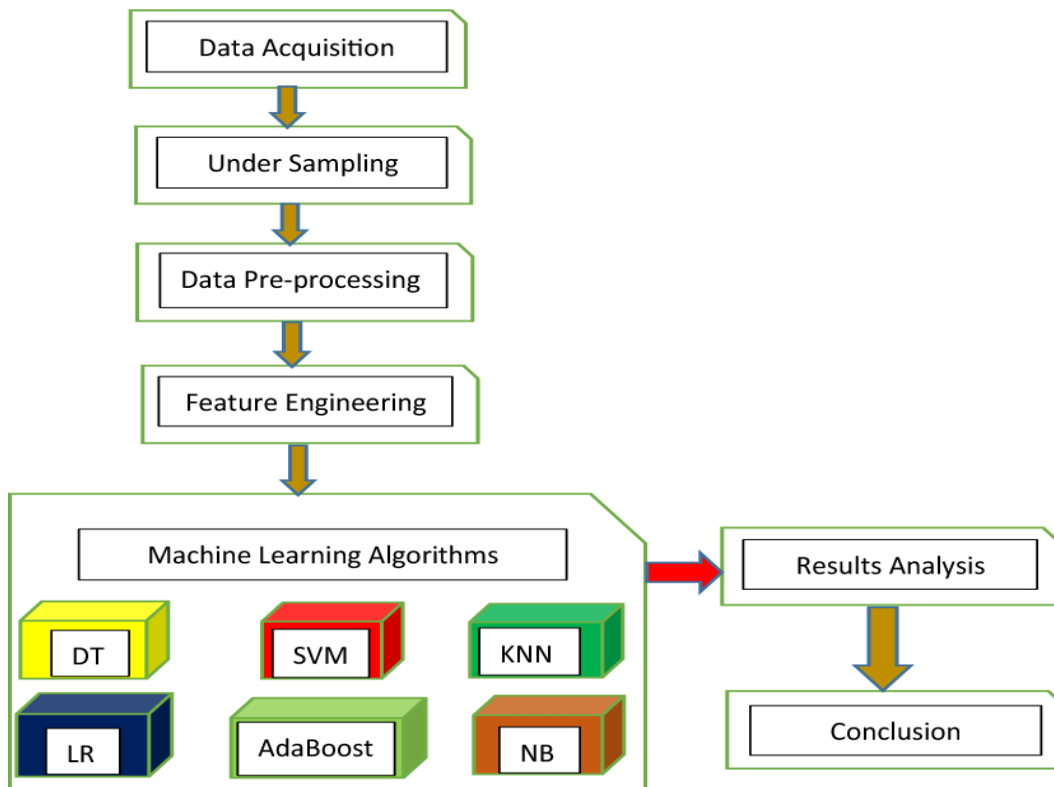 Data Acquisition
Under Sampling
Data Pre-processing
Feature Engineering
Machine Learning Algorithms
DT
SVM
KNN
LR
AdaBoost
NB
Results Analysis
Conclusion